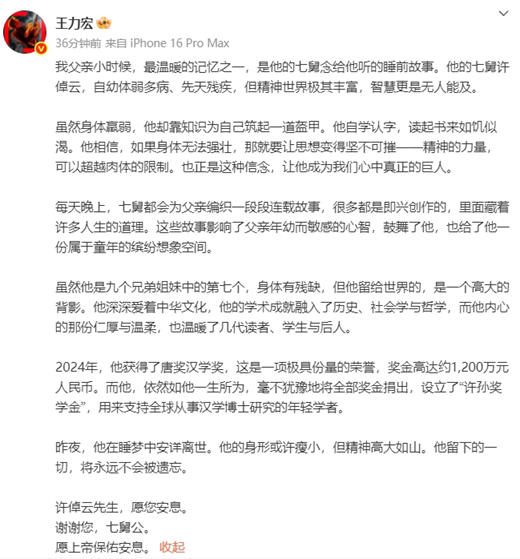 王力宏
36分钟前 来自 iPhone 16 Pro Max
我父亲小时候，最温暖的记忆之一，是他的七舅念给他听的睡前故事。他的七舅许
倬云，自幼体弱多病、先天残疾，但精神世界极其丰富，智慧更是无人能及。
虽然身体羸弱，他却靠知识为自己筑起一道盔甲。他自学认字，读起书来如饥似
渴。他相信，如果身体无法强壮，那就要让思想变得坚不可摧——精神的力量，
可以超越肉体的限制。也正是这种信念，让他成为我们心中真正的巨人。
每天晚上，七舅都会为父亲编织一段段连载故事，很多都是即兴创作的，里面藏着
许多人生的道理。这些故事影响了父亲年幼而敏感的心智，鼓舞了他，也给了他一
份属于童年的缤纷想象空间。
虽然他是九个兄弟姐妹中的第七个，身体有残缺，但他留给世界的，是一个高大的
背影。他深深爱着中华文化，他的学术成就融入了历史、社会学与哲学，而他内
心的那份仁厚与温柔，也温暖了几代读者、学生与后人。
2024年，他获得了唐奖汉学奖，这是一项极具份量的荣誉，奖金高达约1,200万元
人民币。而他，依然如他一生所为，毫不犹豫地将全部奖金捐出，设立了“许孙奖
学金”，用来支持全球从事汉学博士研究的年轻学者。
昨夜，他在睡梦中安详离世。他的身形或许瘦小，但精神高大如山。他留下的一
切，将永远不会被遗忘。
许倬云先生，愿您安息。
谢谢您，七舅公。
愿上帝保佑安息。 收起